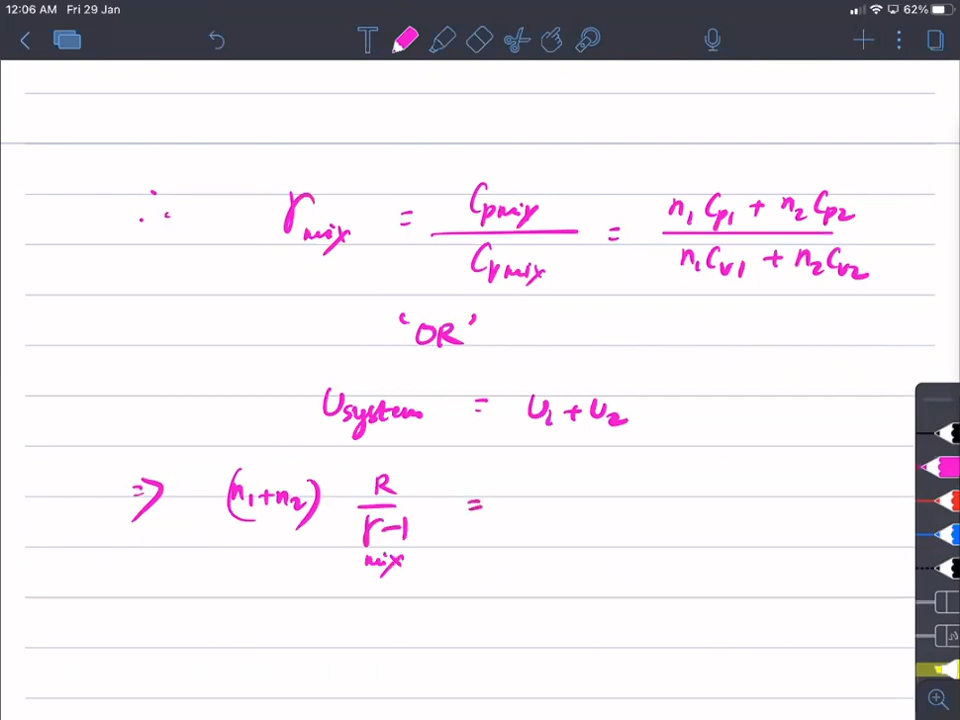 12:06 AM Fri 29 Jan 62%
T
∴ γmix = Cpmix / Cvmix = n1Cp1 + n2Cp2 / n1Cv1 + n2Cv2
'OR'
Usystem = U1 + U2
⇒ (n1+n2) R / γ-1 =
mix